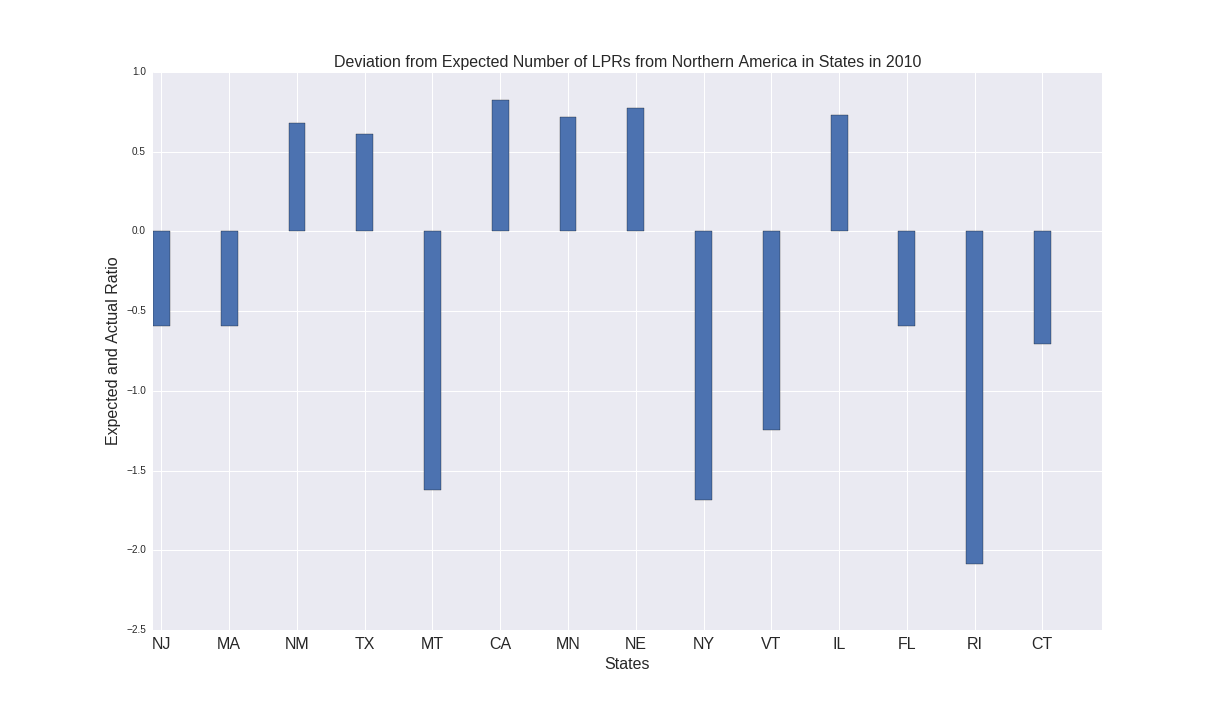 Deviation from Expected Number of LPRs from Northern America in States in 2010
Expected and Actual Ratio
1.0
0.5
0.0
−0.5
−1.0
−1.5
−2.0
−2.5
NJ MA NM TX MT CA MN NE NY VT IL FL RI CT
States